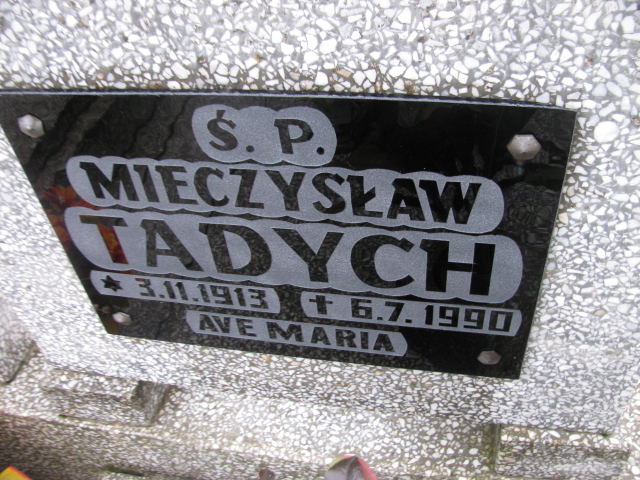 Ś. P.
MIECZYSŁAW
TADYCH
* 3.11.1913 † 6.7.1990
AVE MARIA